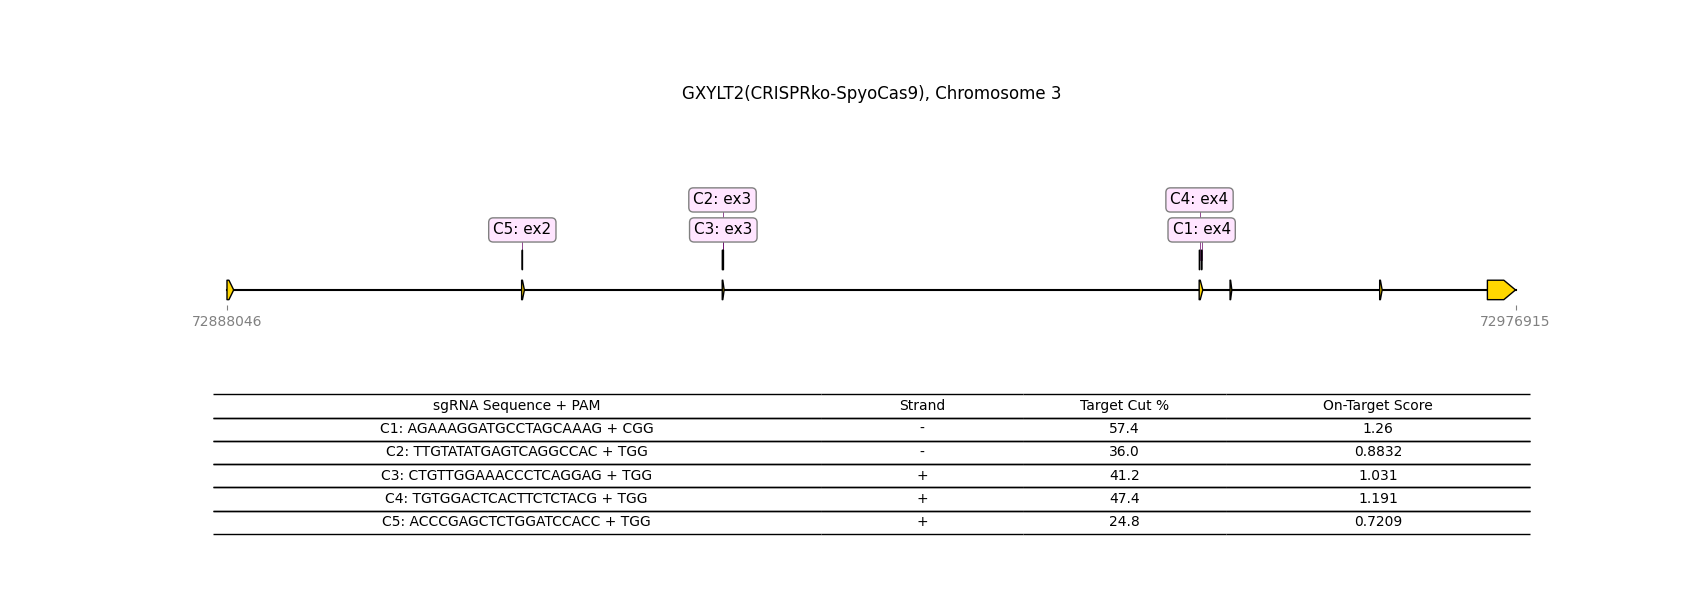 GXYLT2(CRISPRko-SpyoCas9), Chromosome 3
C2: ex3
C4: ex4
C5: ex2
C3: ex3
C1: ex4
72888046
72976915
sgRNA Sequence + PAM Strand Target Cut % On-Target Score
C1: AGAAAGGATGCCTAGCAAAG + CGG - 57.4 1.26
C2: TTGTATATGAGTCAGGCCAC + TGG - 36.0 0.8832
C3: CTGTTGGAAACCCTCAGGAG + TGG + 41.2 1.031
C4: TGTGGACTCACTTCTCTACG + TGG + 47.4 1.191
C5: ACCCGAGCTCTGGATCCACC + TGG + 24.8 0.7209